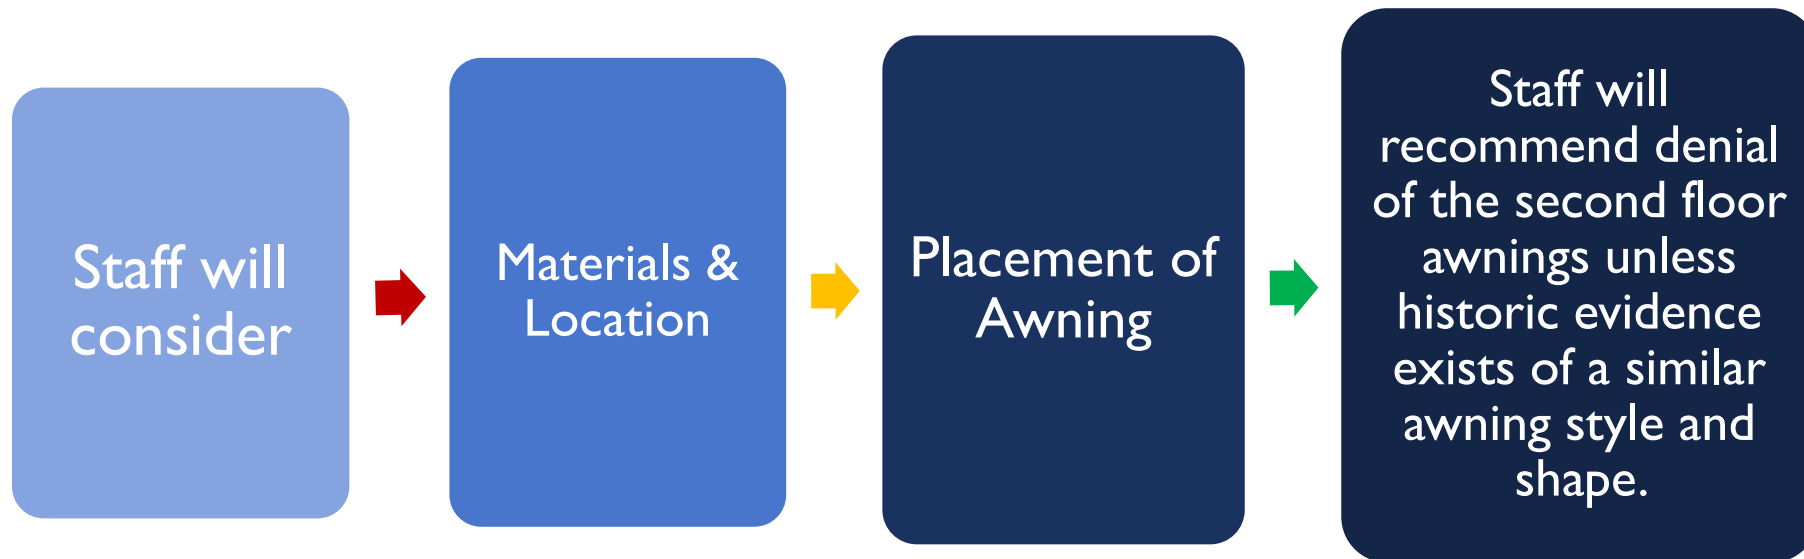 Staff will
consider
Materials &
Location
Placement of
Awning
Staff will
recommend denial
of the second floor
awnings unless
historic evidence
exists of a similar
awning style and
shape.